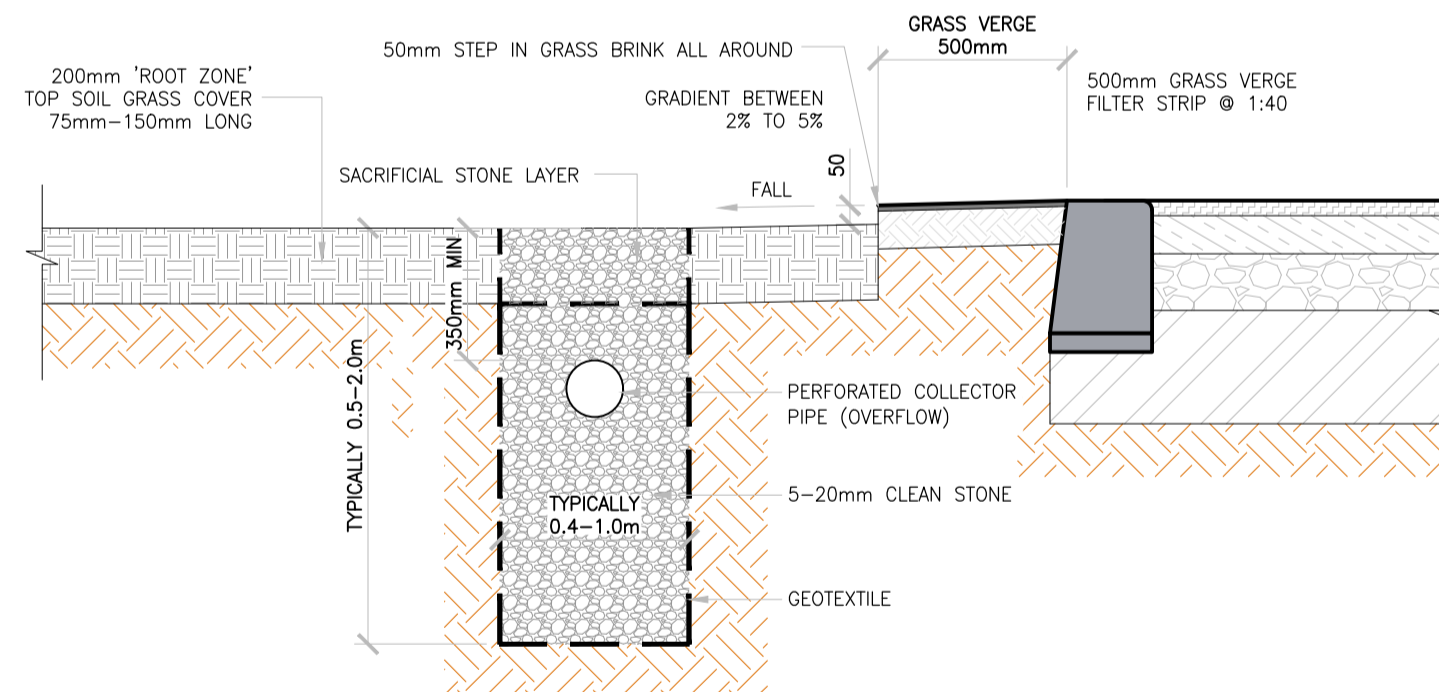 GRASS VERGE
500mm
50mm STEP IN GRASS BRINK ALL AROUND
200mm 'ROOT ZONE'
TOP SOIL GRASS COVER
75mm-150mm LONG
500mm GRASS VERGE
FILTER STRIP @ 1:40
GRADIENT BETWEEN
2% TO 5%
50
SACRIFICIAL STONE LAYER
FALL
350mm MIN
TYPICALLY 0.5-2.0m
PERFORATED COLLECTOR
PIPE (OVERFLOW)
TYPICALLY
0.4-1.0m
5-20mm CLEAN STONE
GEOTEXTILE